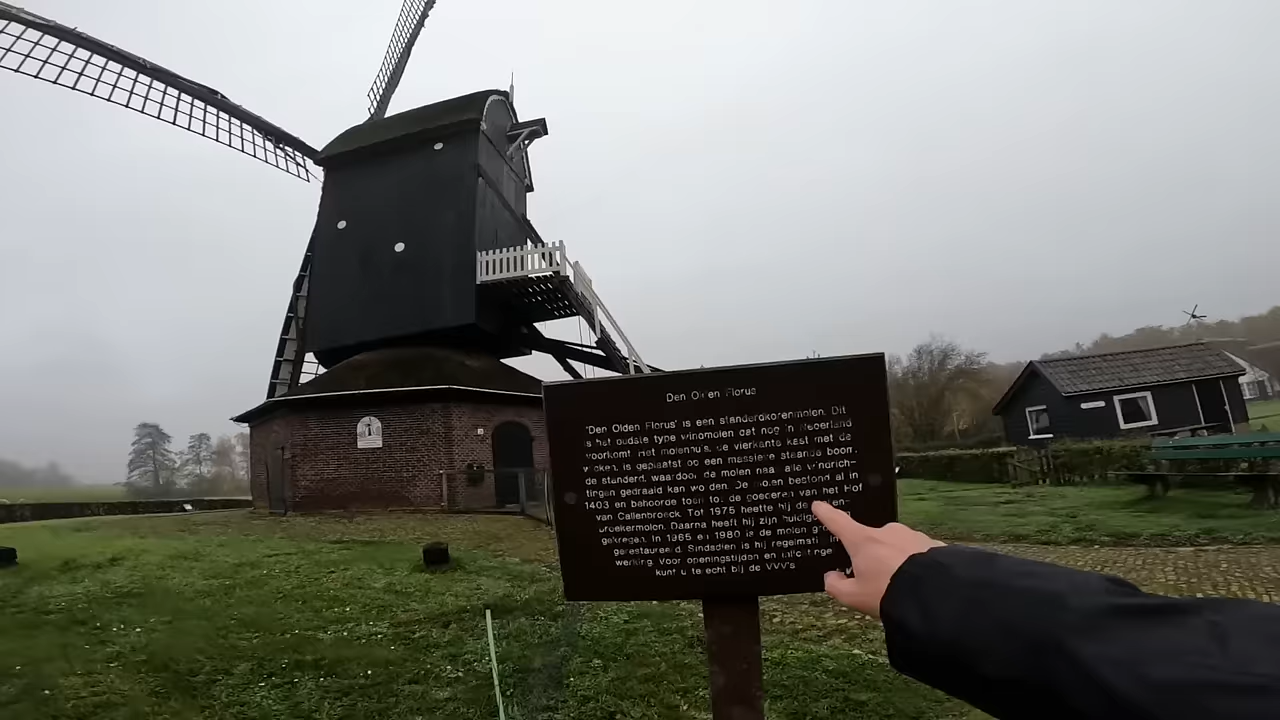 Den Olden Florus
'Den Olden Florus' is een standerdkorenmolen. Dit
is het oudste type windmolen dat nog in Nederland
voorkomt. Het molenhuis, de vierkante kast met de
wieken, is geplaatst op een massieve staande boom,
de standerd, waardoor de molen naar alle windrich-
tingen gedraaid kan worden. De molen bestond al in
1403 en behoorde toen tot de goederen van het Hof
van Callenbroeck. Tot 1975 heette hij de
broekermolen. Daarna heeft hij zijn
gekregen. In 1965 en 1980 is de molen
gerestaureerd. Sindsdien is hij regelmatig in
werking. Voor openingstijden en
kunt u terecht bij de VVV's